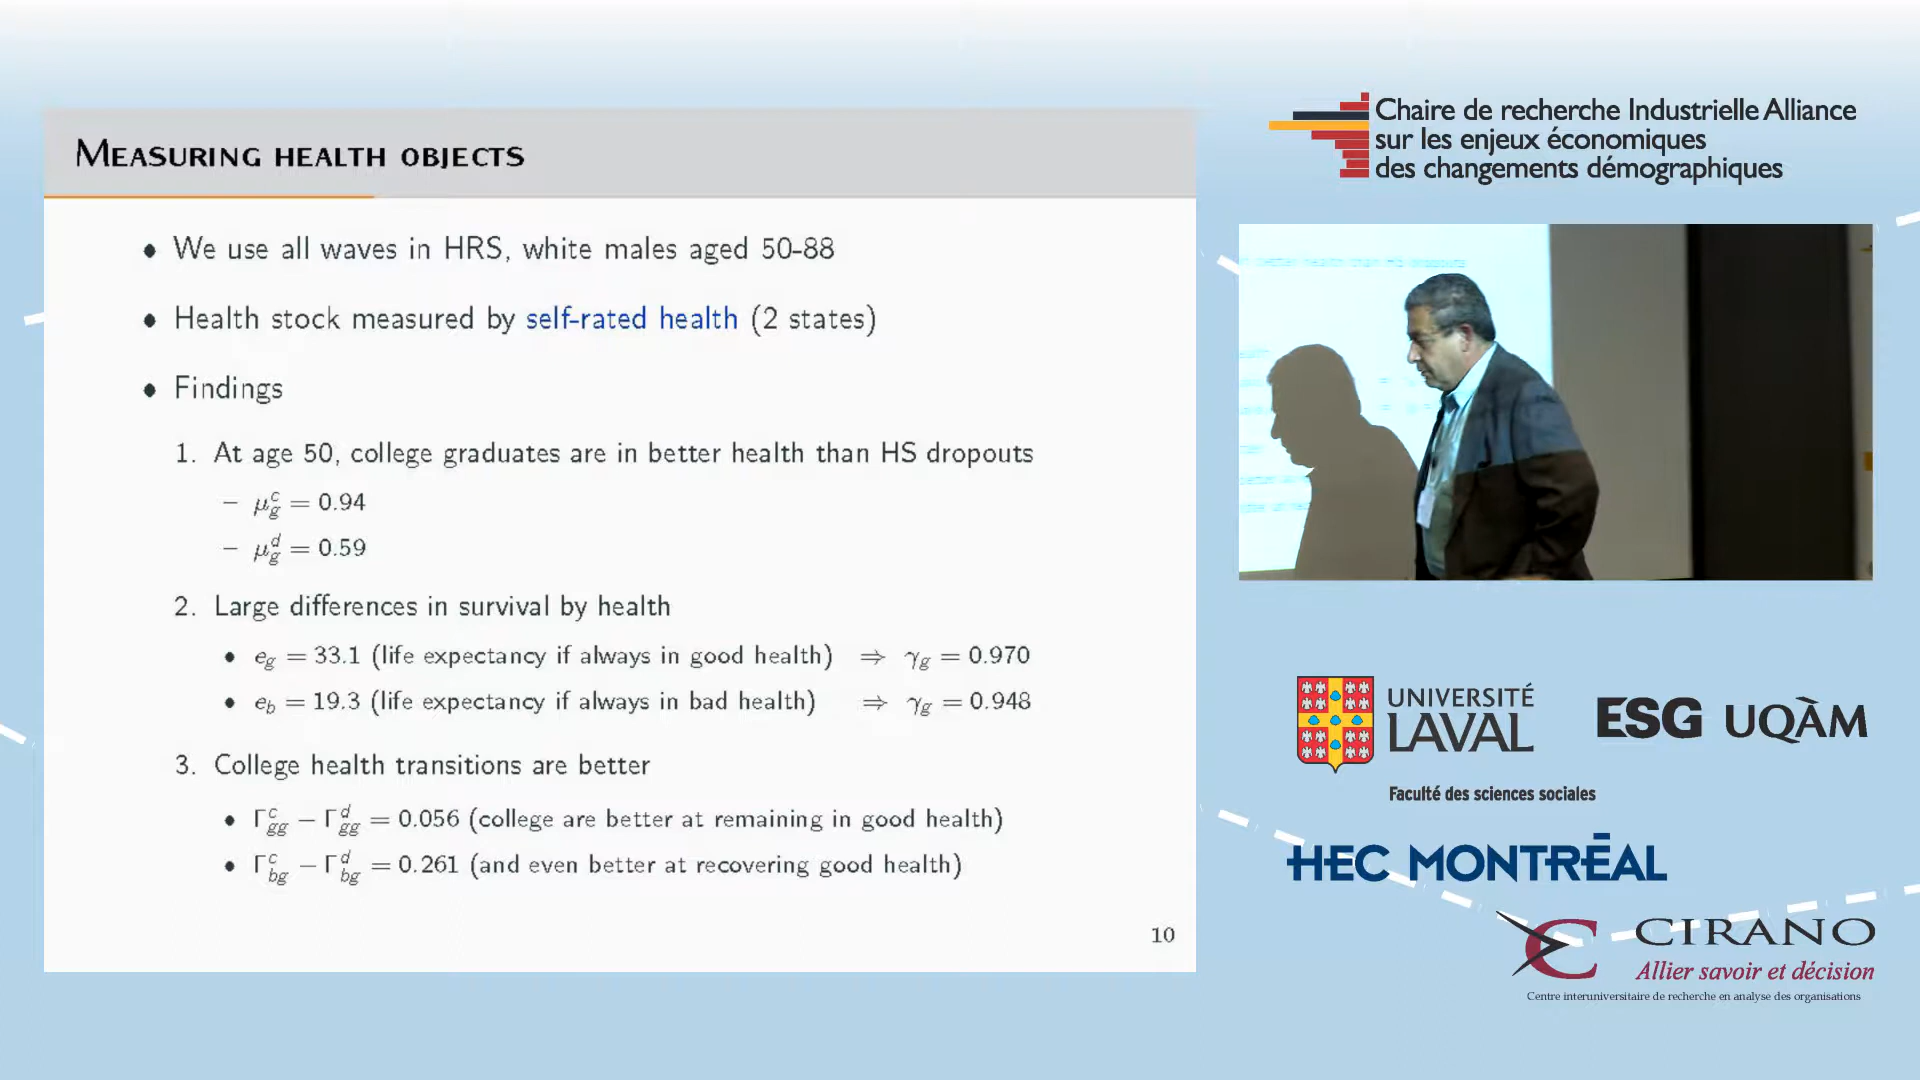 MEASURING HEALTH OBJECTS
• We use all waves in HRS, white males aged 50-88
• Health stock measured by self-rated health (2 states)
• Findings
1. At age 50, college graduates are in better health than HS dropouts
– μ_g^c = 0.94
– μ_g^d = 0.59
2. Large differences in survival by health
• e_g = 33.1 (life expectancy if always in good health) ⇒ γ_g = 0.970
• e_b = 19.3 (life expectancy if always in bad health) ⇒ γ_g = 0.948
3. College health transitions are better
• Γ_gg^c − Γ_gg^d = 0.056 (college are better at remaining in good health)
• Γ_bg^c − Γ_bg^d = 0.261 (and even better at recovering good health)
10
Chaire de recherche Industrielle Alliance
sur les enjeux économiques
des changements démographiques
UNIVERSITÉ
LAVAL
Faculté des sciences sociales
ESG UQÀM
HEC MONTRÉAL
CIRANO
Allier savoir et décision
Centre interuniversitaire de recherche en analyse des organisations